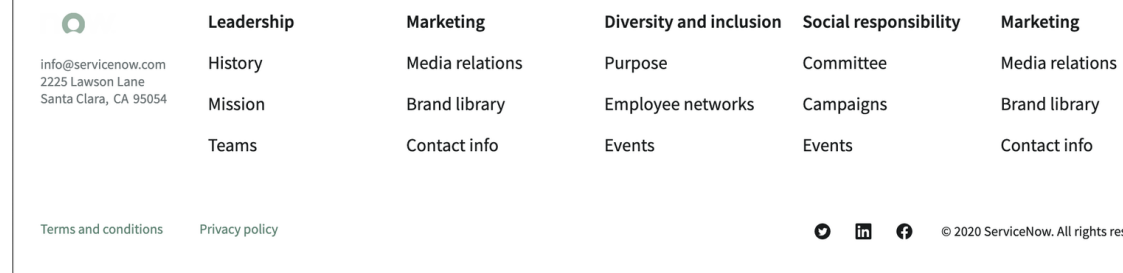 info@servicenow.com
2225 Lawson Lane
Santa Clara, CA 95054
Leadership
History
Mission
Teams
Marketing
Media relations
Brand library
Contact info
Diversity and inclusion
Purpose
Employee networks
Events
Social responsibility
Committee
Campaigns
Events
Marketing
Media relations
Brand library
Contact info
Terms and conditions
Privacy policy
© 2020 ServiceNow. All rights